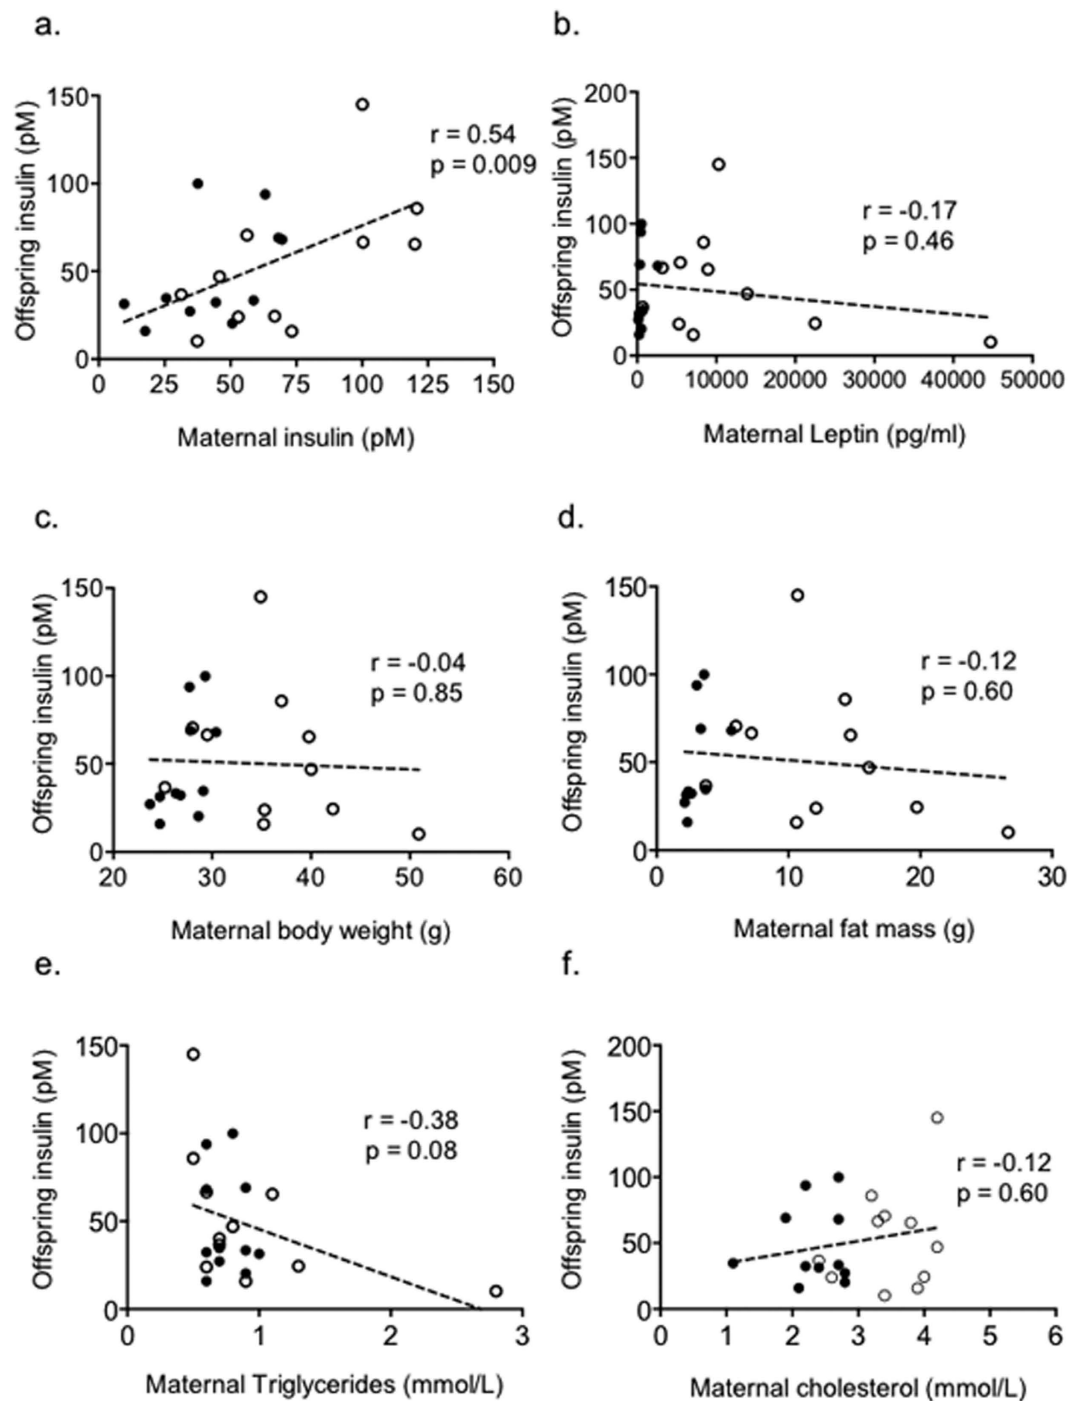 a.
150
100
50
0
Offspring insulin (pM)
r = 0.54
p = 0.009
0 25 50 75 100 125 150
Maternal insulin (pM)
b.
200
150
100
50
0
Offspring insulin (pM)
r = -0.17
p = 0.46
0 10000 20000 30000 40000 50000
Maternal Leptin (pg/ml)
c.
150
100
50
0
Offspring insulin (pM)
r = -0.04
p = 0.85
20 30 40 50 60
Maternal body weight (g)
d.
150
100
50
0
Offspring insulin (pM)
r = -0.12
p = 0.60
0 10 20 30
Maternal fat mass (g)
e.
150
100
50
0
Offspring insulin (pM)
r = -0.38
p = 0.08
0 1 2 3
Maternal Triglycerides (mmol/L)
f.
200
150
100
50
0
Offspring insulin (pM)
r = -0.12
p = 0.60
0 1 2 3 4 5 6
Maternal cholesterol (mmol/L)